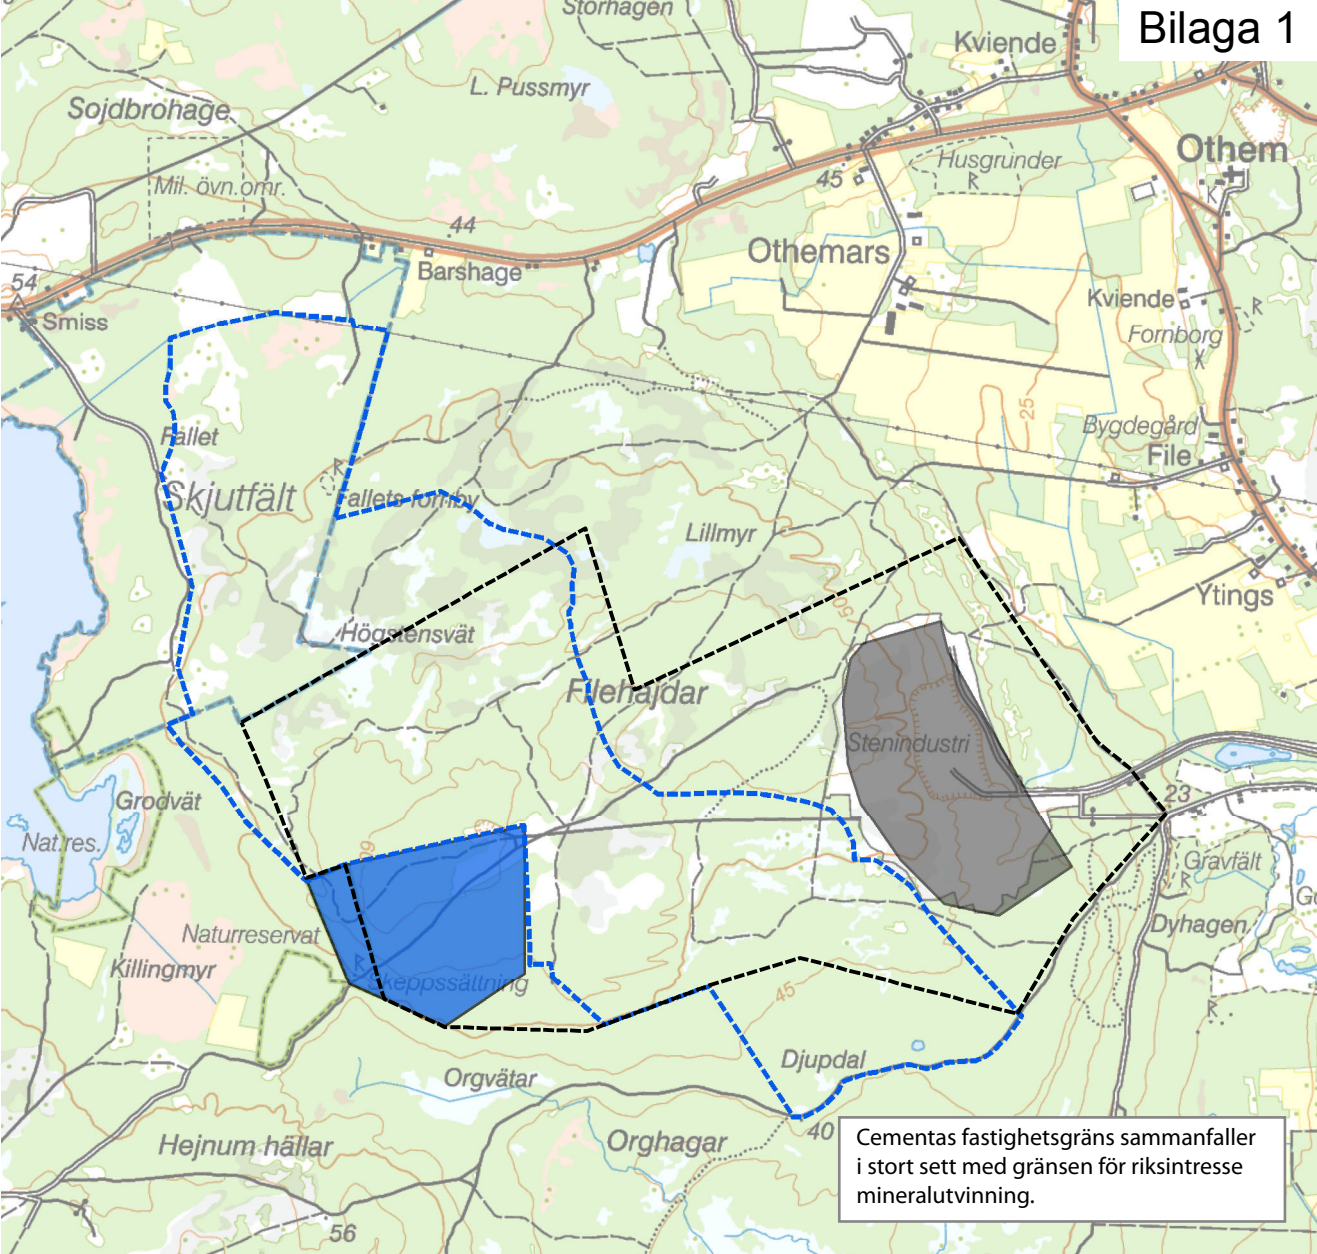 Bilaga 1
Storhagen
Kviende
L. Pussmyr
Sojdbrohage
Othem
Husgrunder
R
K
45
Mil. övn.omr.
44
Othemars
Barshage
54
Kviende
R
Smiss
Fornborg
25
Fället
Bygdegård
File
R
Skjutfält
Fallets fornby
Lillmyr
Ytings
50
Högstensvät
Filehajdar
Stenindustri
Grodvät
23
Nat.res.
60
Gravfält
R
Dyhagen
Naturreservat
Killingmyr
R
Skeppssättning
45
R
Djupdal
Orgvätar
40
Hejnum hällar
Orghagar
56
Cementas fastighetsgräns sammanfaller
i stort sett med gränsen för riksintresse
mineralutvinning.